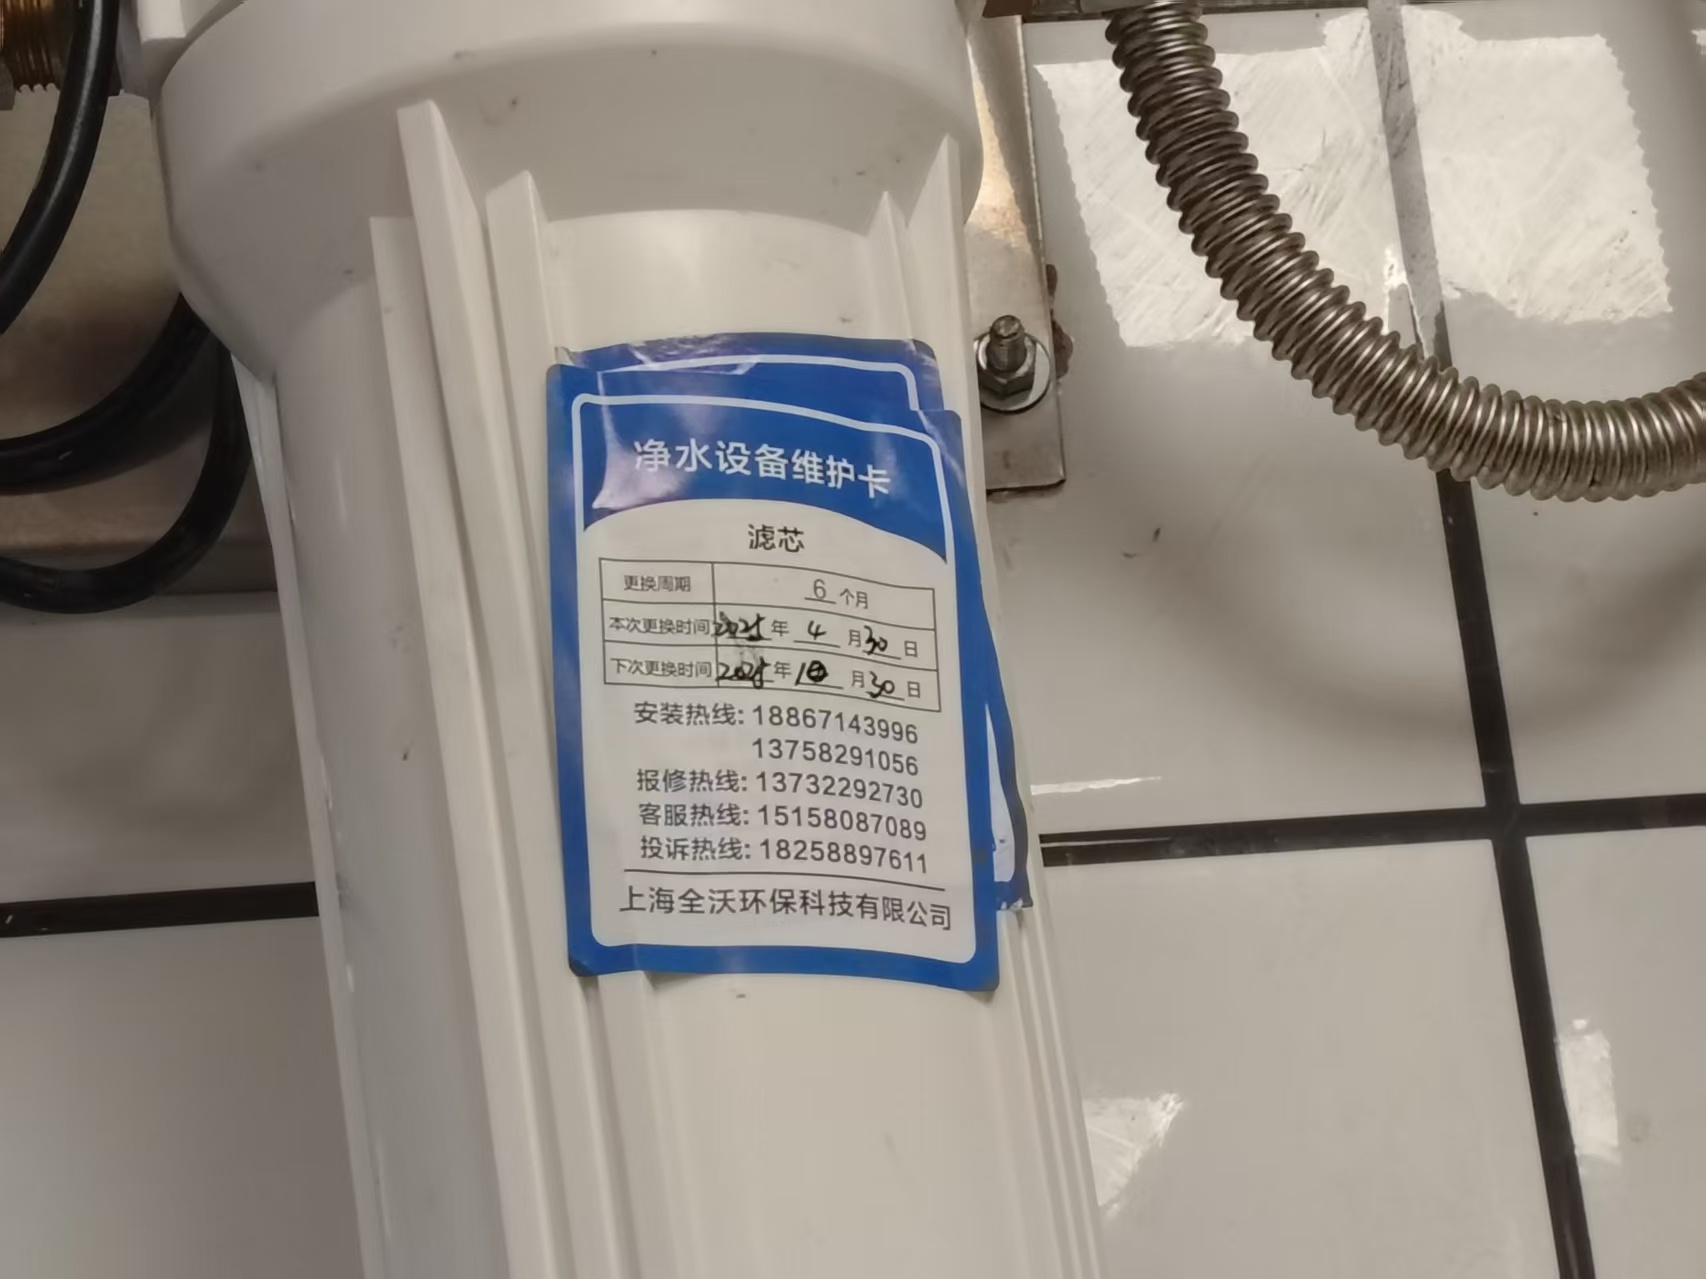 净水设备维护卡
滤芯
更换周期 6 个月
本次更换时间 2025 年 4 月 30 日
下次更换时间 2025 年 10 月 30 日
安装热线: 18867143996
13758291056
报修热线: 13732292730
客服热线: 15158087089
投诉热线: 18258897611
上海全沃环保科技有限公司